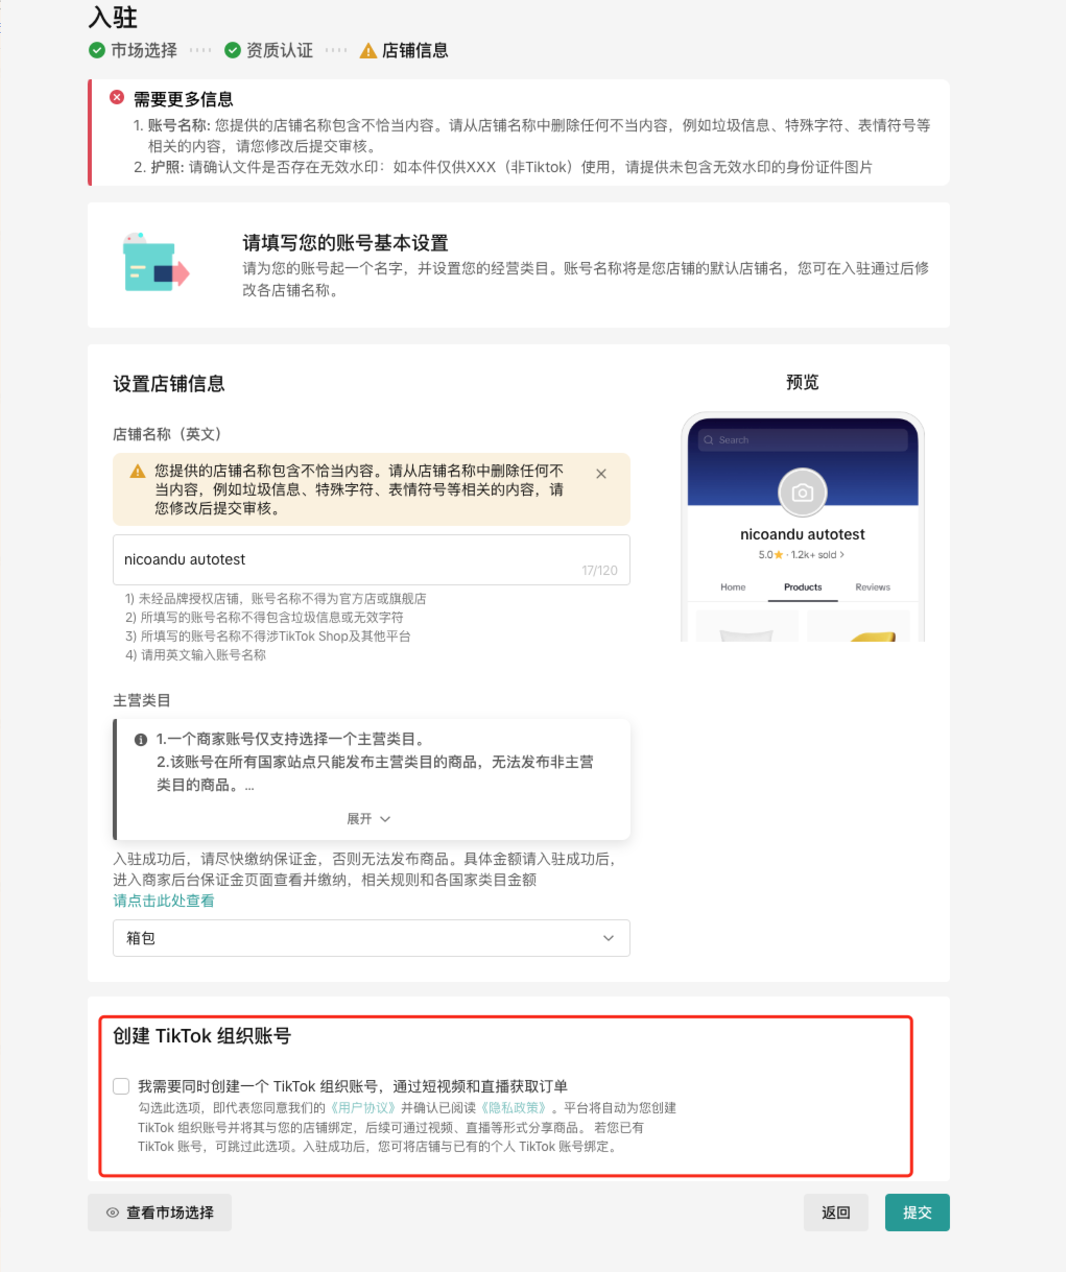 入驻
市场选择 ···· 资质认证 ···· 店铺信息
需要更多信息
1. 账号名称: 您提供的店铺名称包含不恰当内容。请从店铺名称中删除任何不当内容，例如垃圾信息、特殊字符、表情符号等
相关的内容，请您修改后提交审核。
2. 护照: 请确认文件是否存在无效水印：如本件仅供XXX（非Tiktok）使用，请提供未包含无效水印的身份证件图片
请填写您的账号基本设置
请为您的账号起一个名字，并设置您的经营类目。账号名称将是您店铺的默认店铺名，您可在入驻通过后修
改各店铺名称。
设置店铺信息
店铺名称（英文）
您提供的店铺名称包含不恰当内容。请从店铺名称中删除任何不
当内容，例如垃圾信息、特殊字符、表情符号等相关的内容，请
您修改后提交审核。
nicoandu autotest
17/120
1) 未经品牌授权店铺，账号名称不得为官方店或旗舰店
2) 所填写的账号名称不得包含垃圾信息或无效字符
3) 所填写的账号名称不得涉TikTok Shop及其他平台
4) 请用英文输入账号名称
主营类目
1.一个商家账号仅支持选择一个主营类目。
2.该账号在所有国家站点只能发布主营类目的商品，无法发布非主营
类目的商品。...
展开
入驻成功后，请尽快缴纳保证金，否则无法发布商品。具体金额请入驻成功后，
进入商家后台保证金页面查看并缴纳，相关规则和各国家类目金额
请点击此处查看
箱包
预览
Search
nicoandu autotest
5.0★ · 1.2k+ sold >
Home Products Reviews
创建 TikTok 组织账号
我需要同时创建一个 TikTok 组织账号，通过短视频和直播获取订单
勾选此选项，即代表您同意我们的《用户协议》并确认已阅读《隐私政策》。平台将自动为您创建
TikTok 组织账号并将其与您的店铺绑定，后续可通过视频、直播等形式分享商品。 若您已有
TikTok 账号，可跳过此选项。入驻成功后，您可将店铺与已有的个人 TikTok 账号绑定。
查看市场选择
返回
提交